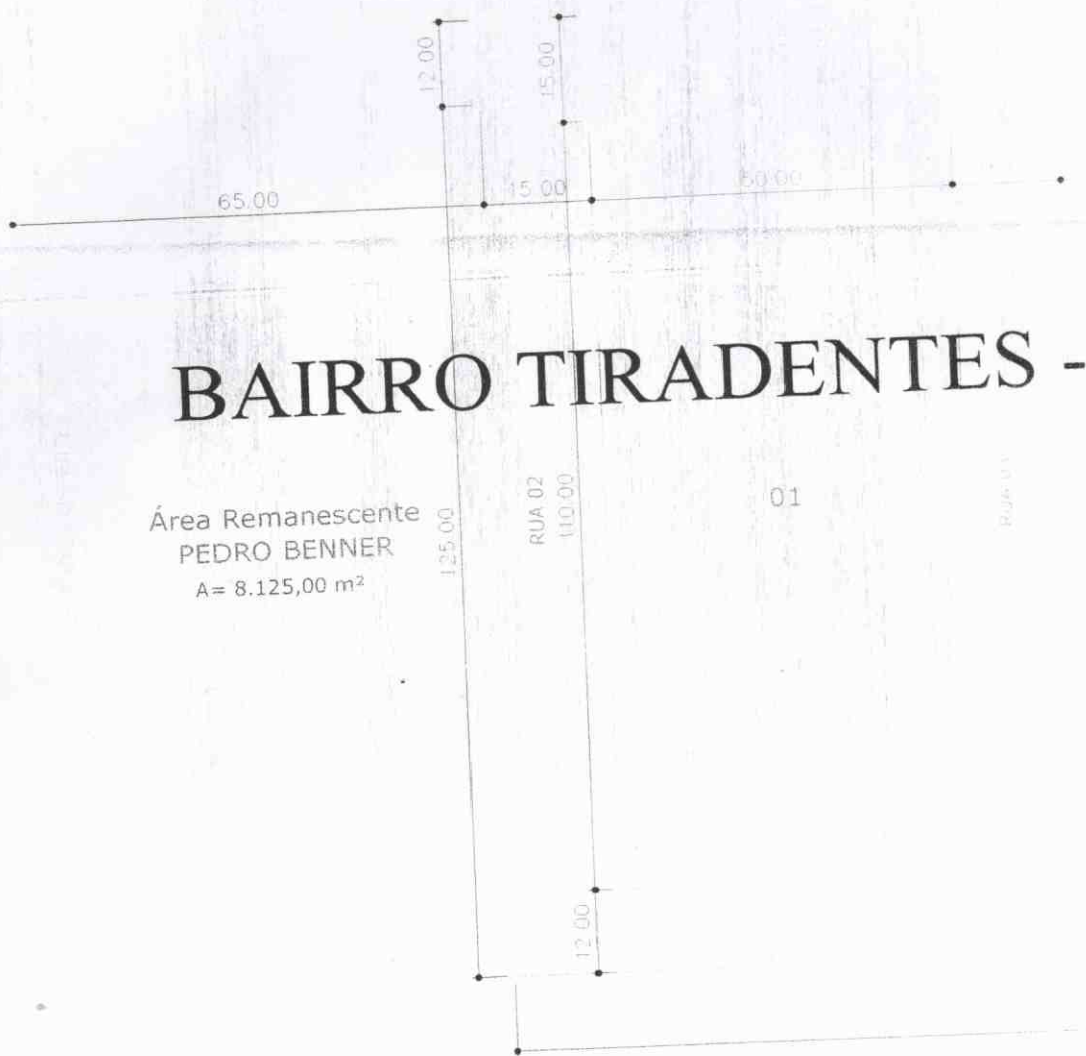 12.00
15.00
65.00
15.00
50.00
BAIRRO TIRADENTES -
Área Remanescente
PEDRO BENNER
A= 8.125,00 m²
125.00
RUA 02
110.00
01
12.00